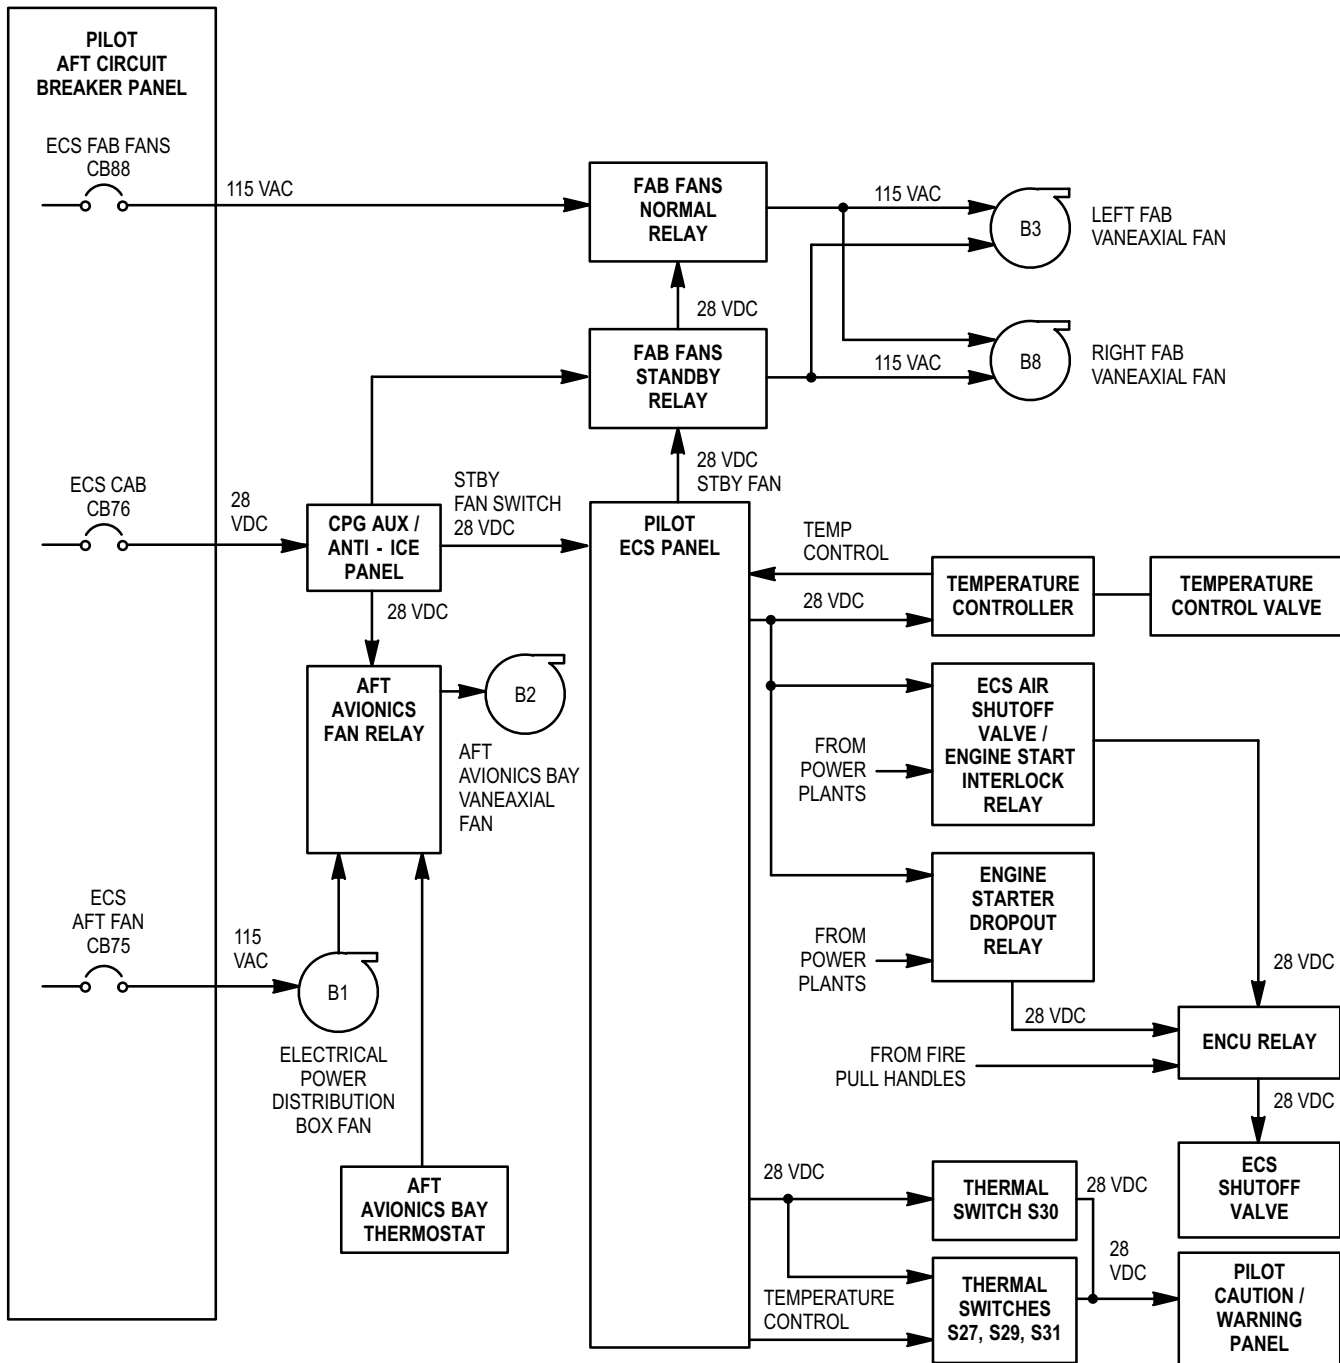 PILOT
AFT CIRCUIT
BREAKER PANEL
ECS FAB FANS
CB88
115 VAC
FAB FANS
NORMAL
RELAY
115 VAC
B3
LEFT FAB
VANEAXIAL FAN
28 VDC
FAB FANS
STANDBY
RELAY
115 VAC
B8
RIGHT FAB
VANEAXIAL FAN
28 VDC
STBY FAN
ECS CAB
CB76
28
VDC
CPG AUX /
ANTI - ICE
PANEL
STBY
FAN SWITCH
28 VDC
PILOT
ECS PANEL
TEMP
CONTROL
28 VDC
TEMPERATURE
CONTROLLER
TEMPERATURE
CONTROL VALVE
28 VDC
AFT
AVIONICS
FAN RELAY
B2
AFT
AVIONICS BAY
VANEAXIAL
FAN
ECS AIR
SHUTOFF
VALVE /
ENGINE START
INTERLOCK
RELAY
FROM
POWER
PLANTS
ENGINE
STARTER
DROPOUT
RELAY
FROM
POWER
PLANTS
ECS
AFT FAN
CB75
115
VAC
B1
ELECTRICAL
POWER
DISTRIBUTION
BOX FAN
28 VDC
28 VDC
ENCU RELAY
FROM FIRE
PULL HANDLES
28 VDC
ECS
SHUTOFF
VALVE
AFT
AVIONICS BAY
THERMOSTAT
28 VDC
THERMAL
SWITCH S30
28 VDC
28
VDC
TEMPERATURE
CONTROL
THERMAL
SWITCHES
S27, S29, S31
PILOT
CAUTION /
WARNING
PANEL